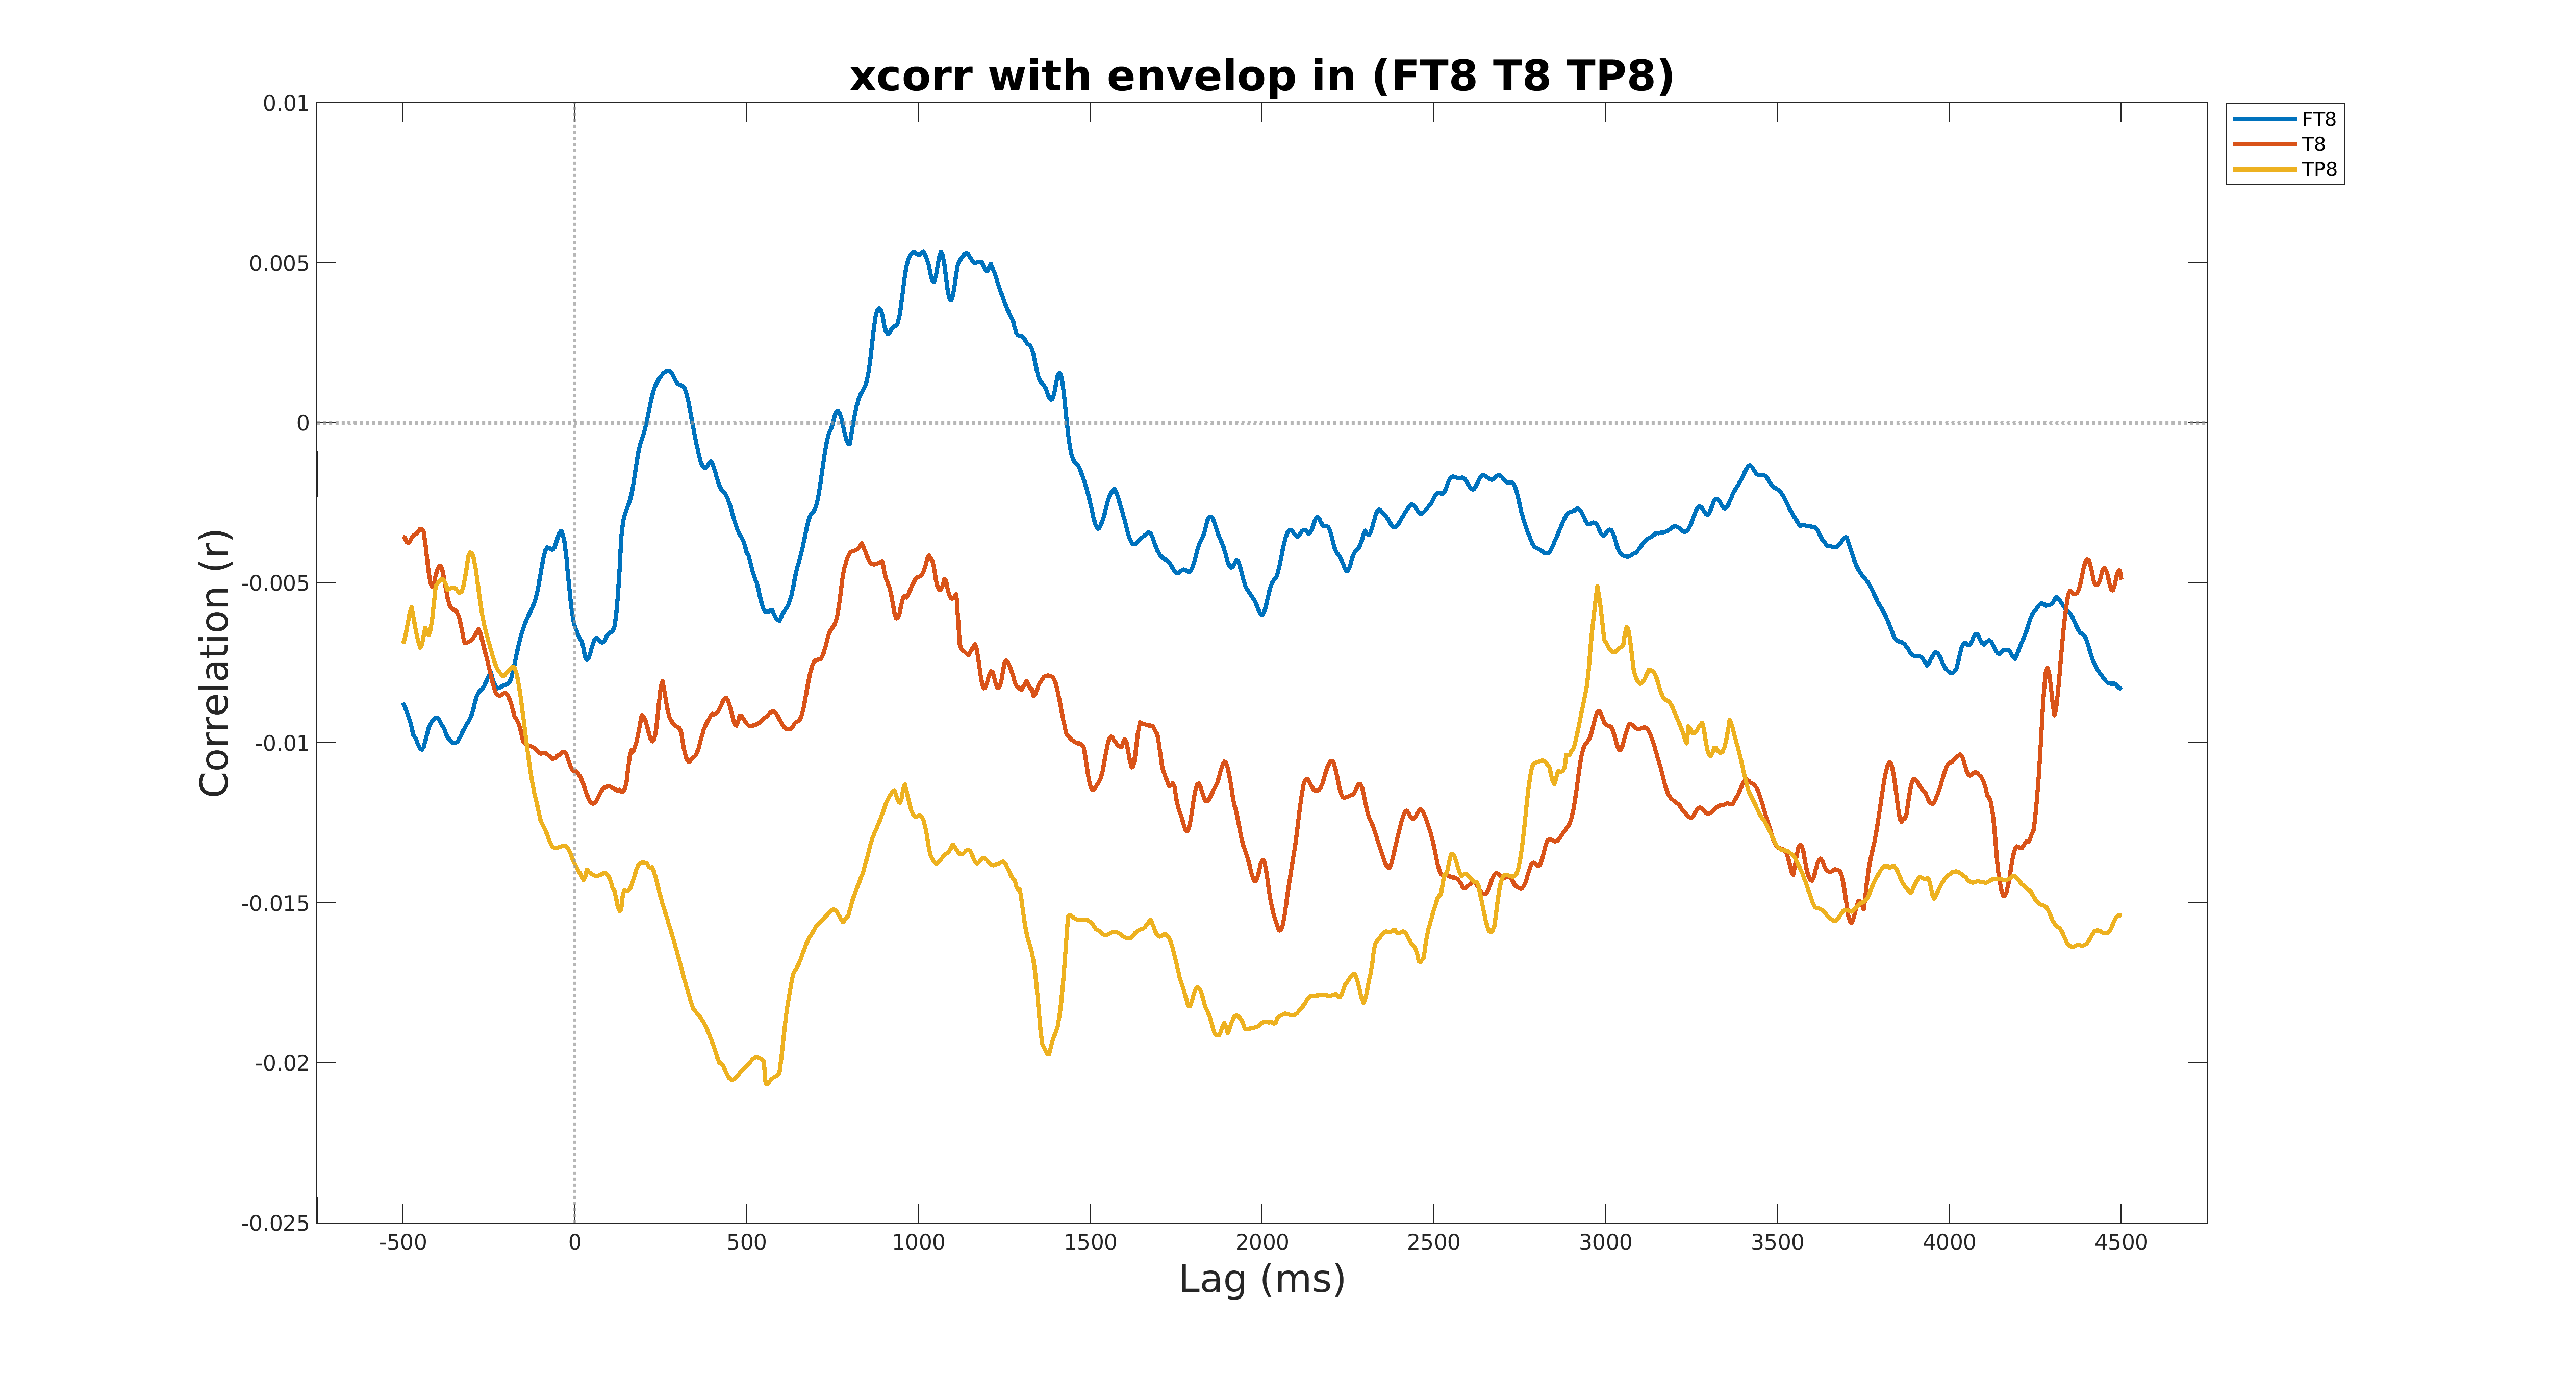 xcorr with envelop in (FT8 T8 TP8)
FT8
T8
TP8
0.01
0.005
0
-0.005
-0.01
-0.015
-0.02
-0.025
Correlation (r)
-500 0 500 1000 1500 2000 2500 3000 3500 4000 4500
Lag (ms)